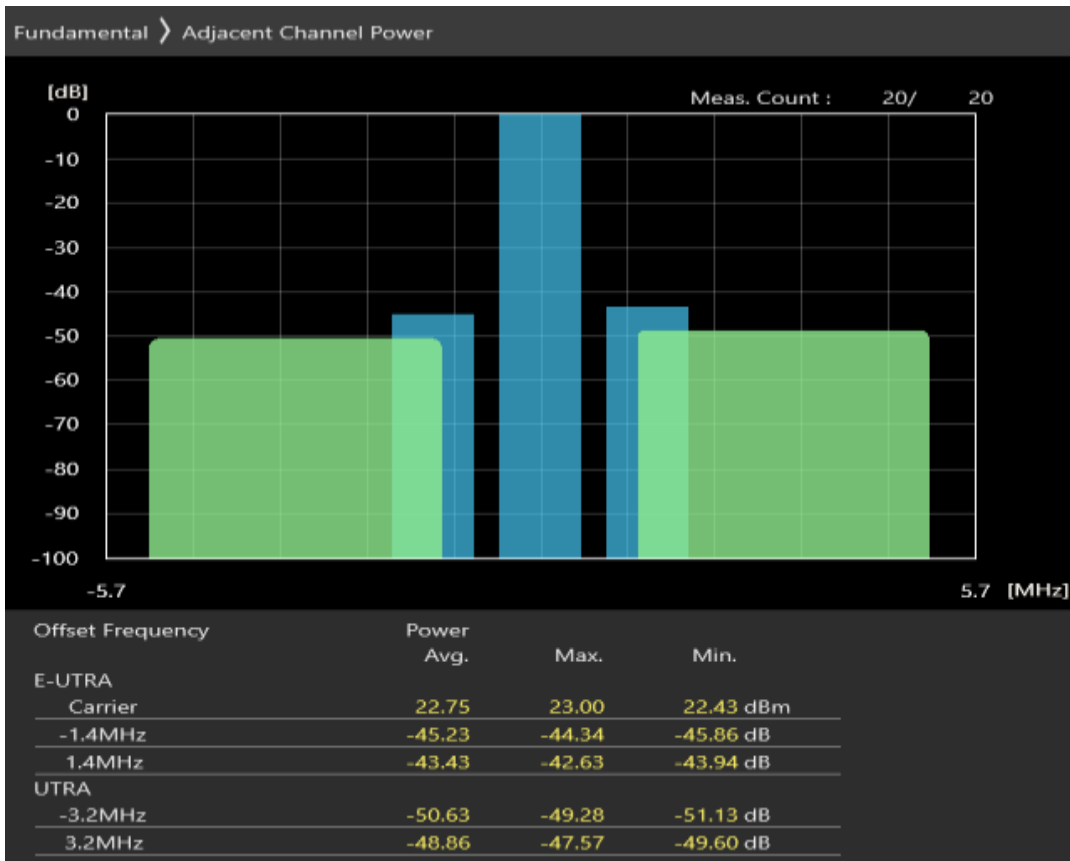 Fundamental 〉 Adjacent Channel Power
[dB]
Meas. Count : 20/ 20
0
-10
-20
-30
-40
-50
-60
-70
-80
-90
-100
-5.7 5.7 [MHz]
Offset Frequency Power
Avg. Max. Min.
E-UTRA
Carrier 22.75 23.00 22.43 dBm
-1.4MHz -45.23 -44.34 -45.86 dB
1.4MHz -43.43 -42.63 -43.94 dB
UTRA
-3.2MHz -50.63 -49.28 -51.13 dB
3.2MHz -48.86 -47.57 -49.60 dB